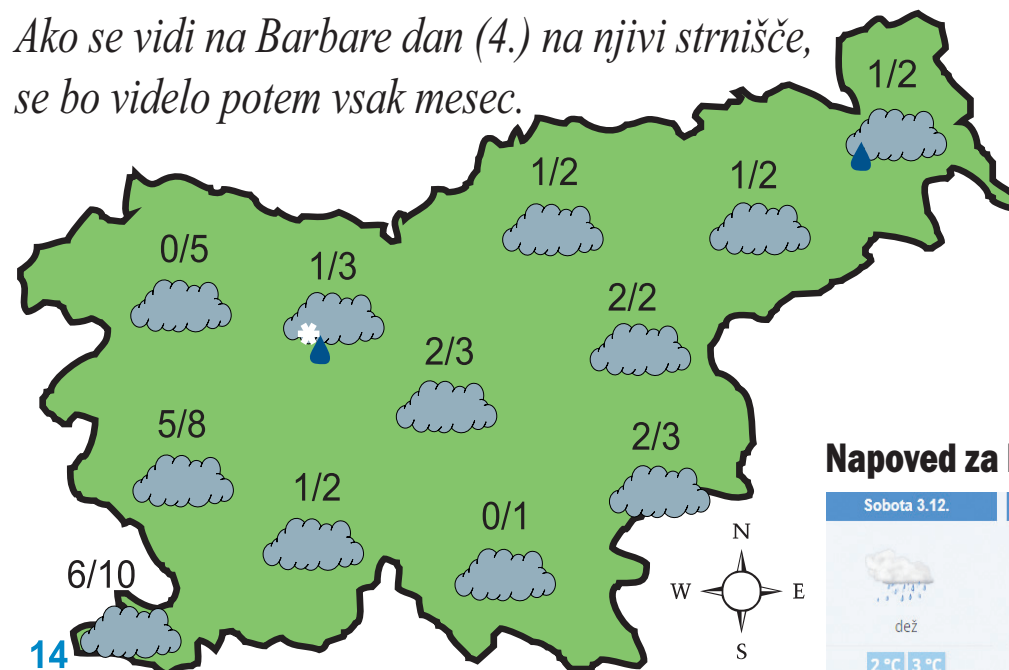 Ako se vidi na Barbare dan (4.) na njivi strnišče,
se bo videlo potem vsak mesec.
1/2
1/2
1/2
0/5
1/3
2/2
2/3
5/8
2/3
1/2
0/1
6/10
14
N
W
E
S
Napoved za
Sobota 3.12.
dež
2 °C
3 °C